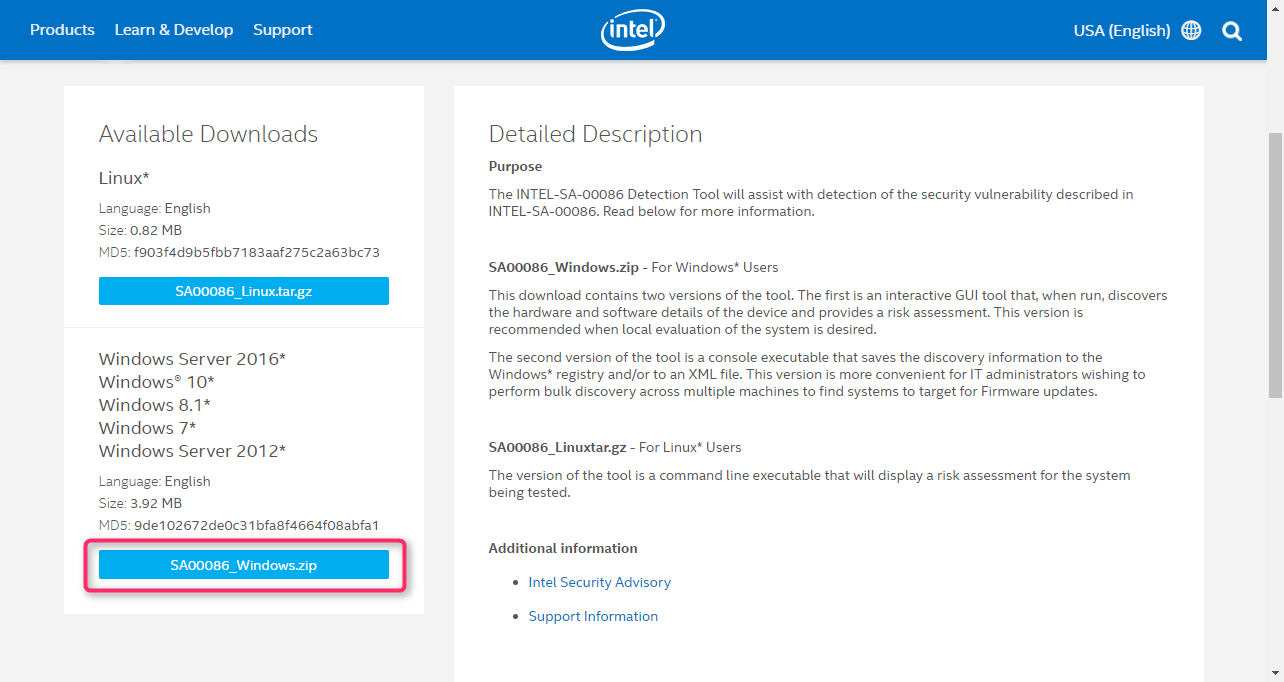 Products Learn & Develop Support
intel
USA (English)
Available Downloads
Linux*
Language: English
Size: 0.82 MB
MD5: f903f4d9b5fbb7183aaf275c2a63bc73
SA00086_Linux.tar.gz
Windows Server 2016*
Windows® 10*
Windows 8.1*
Windows 7*
Windows Server 2012*
Language: English
Size: 3.92 MB
MD5: 9de102672de0c31bfa8f4664f08abfa1
SA00086_Windows.zip
Detailed Description
Purpose
The INTEL-SA-00086 Detection Tool will assist with detection of the security vulnerability described in
INTEL-SA-00086. Read below for more information.
SA00086_Windows.zip - For Windows* Users
This download contains two versions of the tool. The first is an interactive GUI tool that, when run, discovers
the hardware and software details of the device and provides a risk assessment. This version is
recommended when local evaluation of the system is desired.
The second version of the tool is a console executable that saves the discovery information to the
Windows* registry and/or to an XML file. This version is more convenient for IT administrators wishing to
perform bulk discovery across multiple machines to find systems to target for Firmware updates.
SA00086_Linuxtar.gz - For Linux* Users
The version of the tool is a command line executable that will display a risk assessment for the system
being tested.
Additional information
• Intel Security Advisory
• Support Information